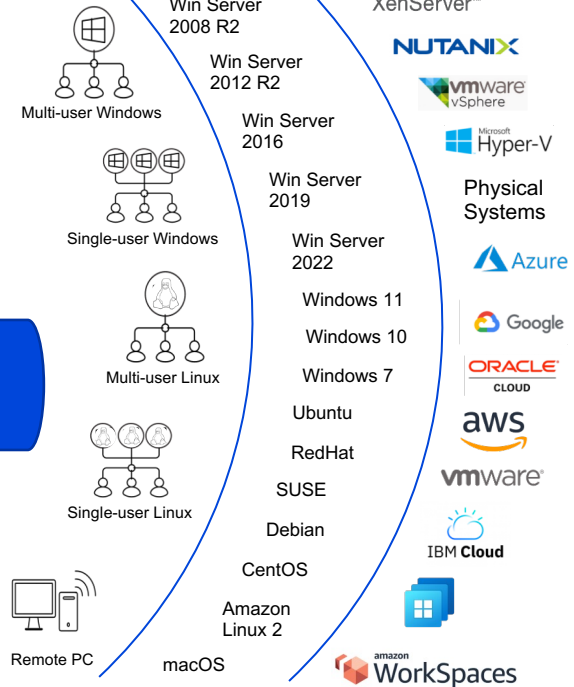 Multi-user Windows
Single-user Windows
Multi-user Linux
Single-user Linux
Remote PC
Win Server
2008 R2
Win Server
2012 R2
Win Server
2016
Win Server
2019
Win Server
2022
Windows 11
Windows 10
Windows 7
Ubuntu
RedHat
SUSE
Debian
CentOS
Amazon
Linux 2
macOS
XenServer™
NUTANIX
vmware
vSphere
Microsoft
Hyper-V
Physical
Systems
Azure
Google
ORACLE
CLOUD
aws
vmware®
IBM Cloud
amazon
WorkSpaces